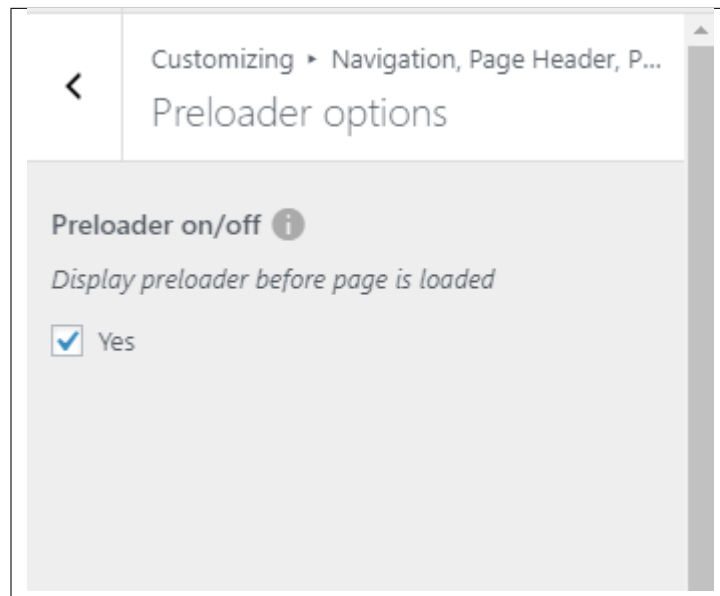 Customizing ▸ Navigation, Page Header, P...
Preloader options
Preloader on/off
Display preloader before page is loaded
Yes